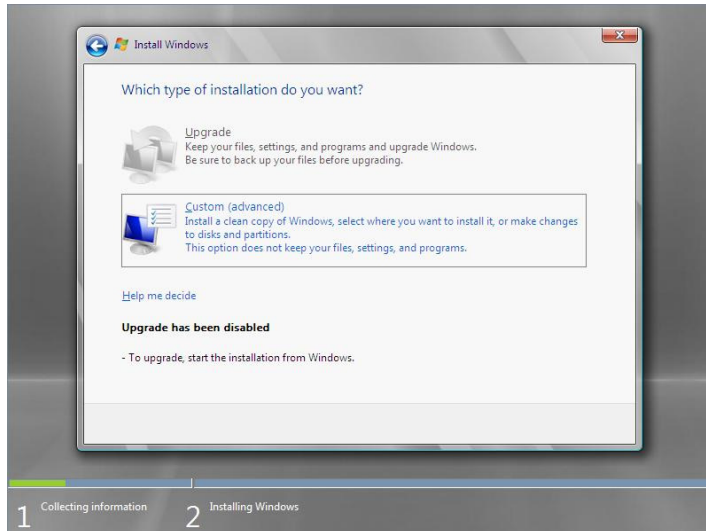 Install Windows
Which type of installation do you want?
Upgrade
Keep your files, settings, and programs and upgrade Windows.
Be sure to back up your files before upgrading.
Custom (advanced)
Install a clean copy of Windows, select where you want to install it, or make changes
to disks and partitions.
This option does not keep your files, settings, and programs.
Help me decide
Upgrade has been disabled
- To upgrade, start the installation from Windows.
1 Collecting information 2 Installing Windows